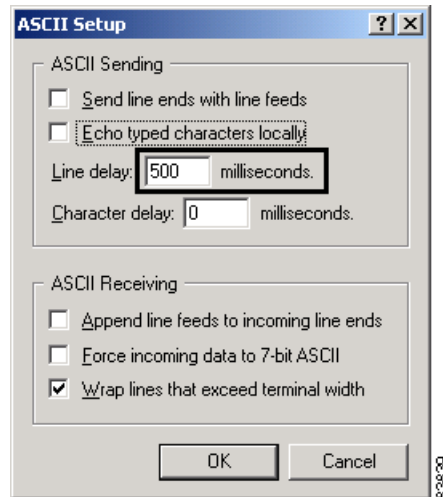 ASCII Setup
ASCII Sending
Send line ends with line feeds
Echo typed characters locally
Line delay: 500 milliseconds.
Character delay: 0 milliseconds.
ASCII Receiving
Append line feeds to incoming line ends
Force incoming data to 7-bit ASCII
Wrap lines that exceed terminal width
OK Cancel
83839